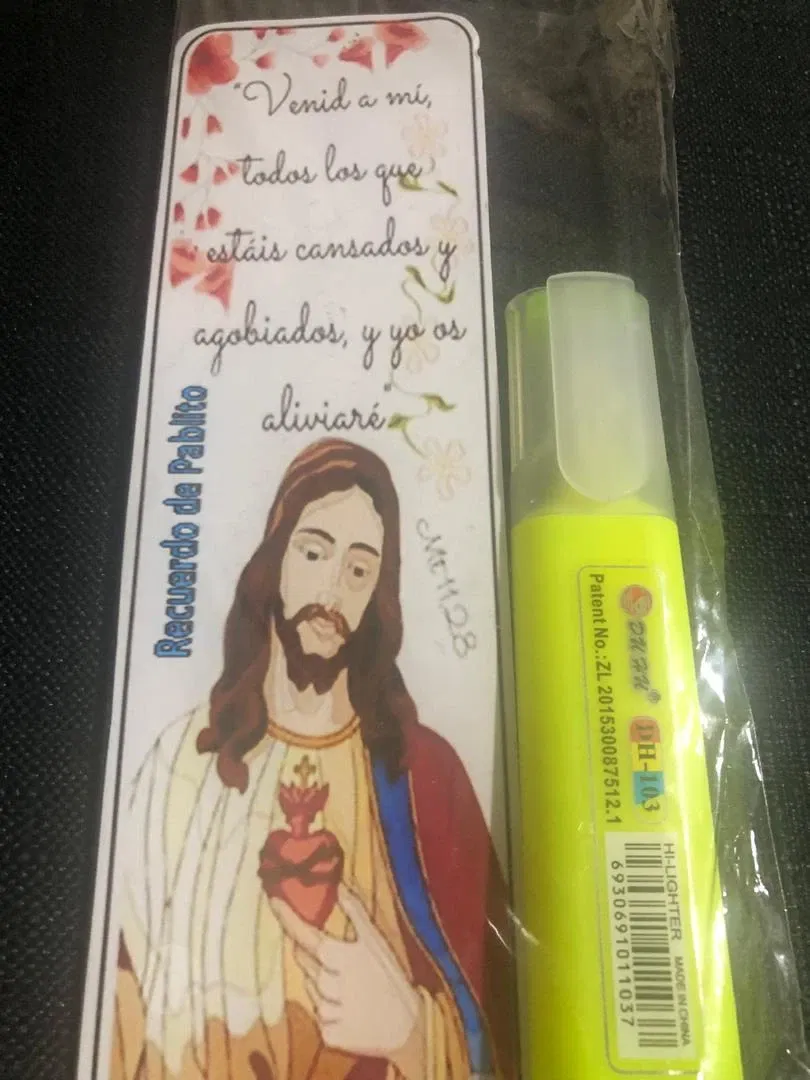 "Venid a mí,
todos los que
estáis cansados y
agobiados, y yo os
aliviaré"
Mt 11 28
Recuerdo de Pablito
DH-103
Patent No.:ZL 201530087512.1
HI-LIGHTER MADE IN CHINA
6930691011037